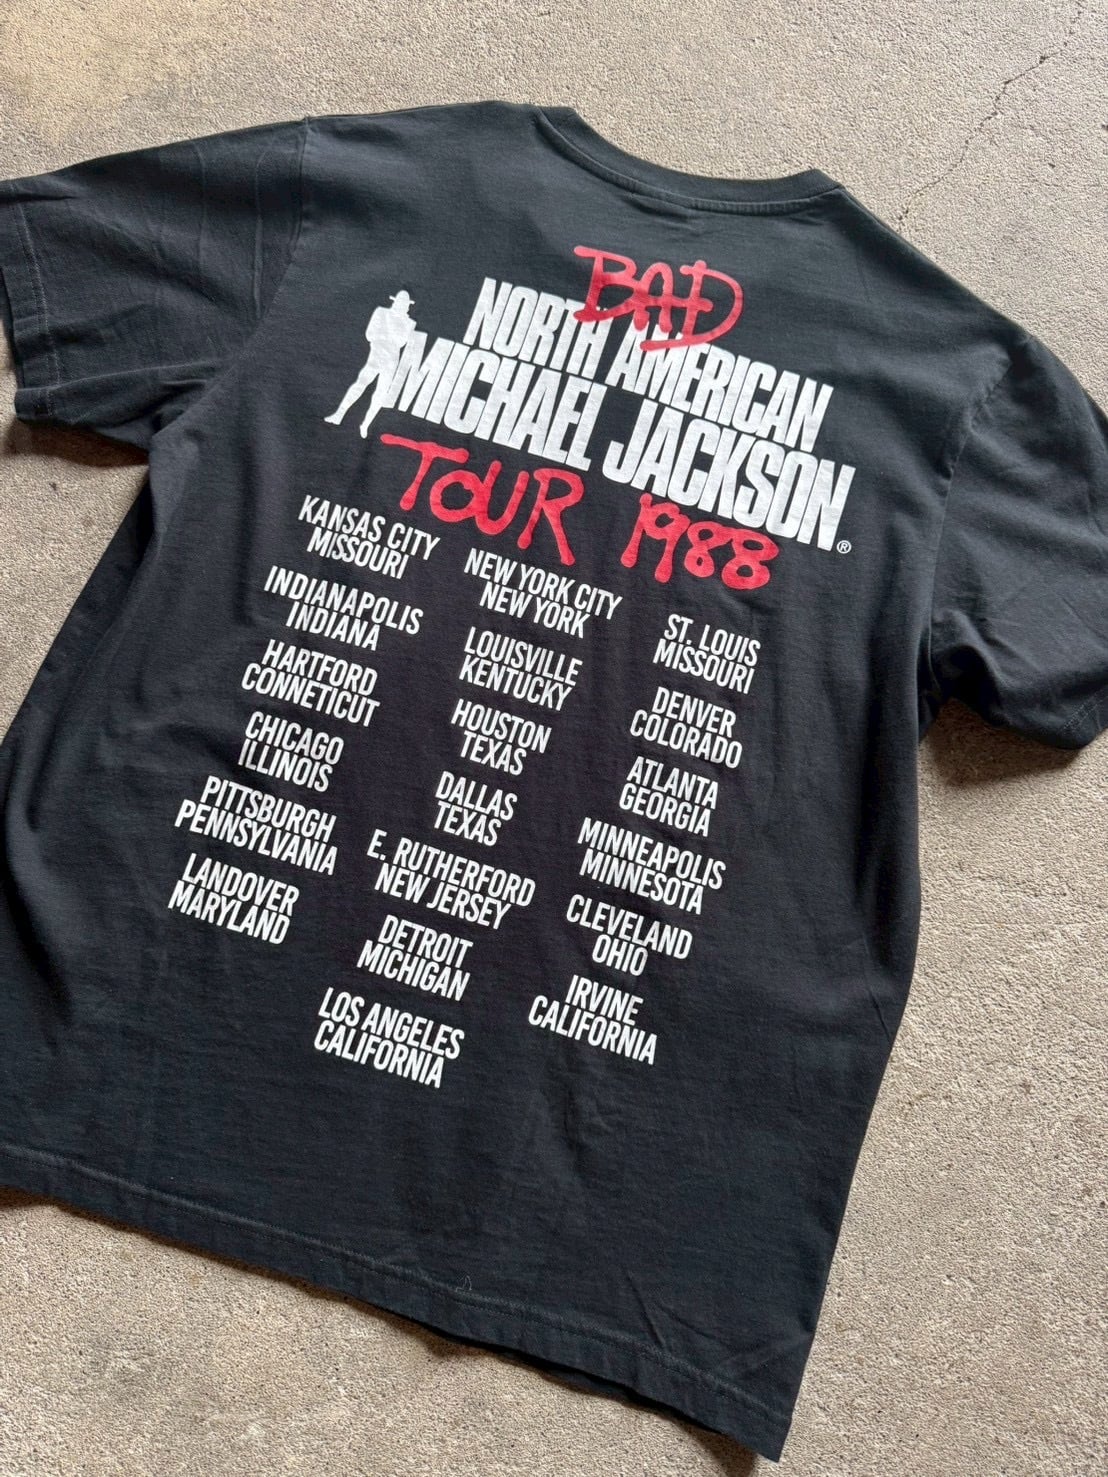 BAD
NORTH AMERICAN
MICHAEL JACKSON®
TOUR 1988
KANSAS CITY
MISSOURI
INDIANAPOLIS
INDIANA
HARTFORD
CONNETICUT
CHICAGO
ILLINOIS
PITTSBURGH
PENNSYLVANIA
LANDOVER
MARYLAND
NEW YORK CITY
NEW YORK
LOUISVILLE
KENTUCKY
HOUSTON
TEXAS
DALLAS
TEXAS
E. RUTHERFORD
NEW JERSEY
DETROIT
MICHIGAN
LOS ANGELES
CALIFORNIA
ST. LOUIS
MISSOURI
DENVER
COLORADO
ATLANTA
GEORGIA
MINNEAPOLIS
MINNESOTA
CLEVELAND
OHIO
IRVINE
CALIFORNIA